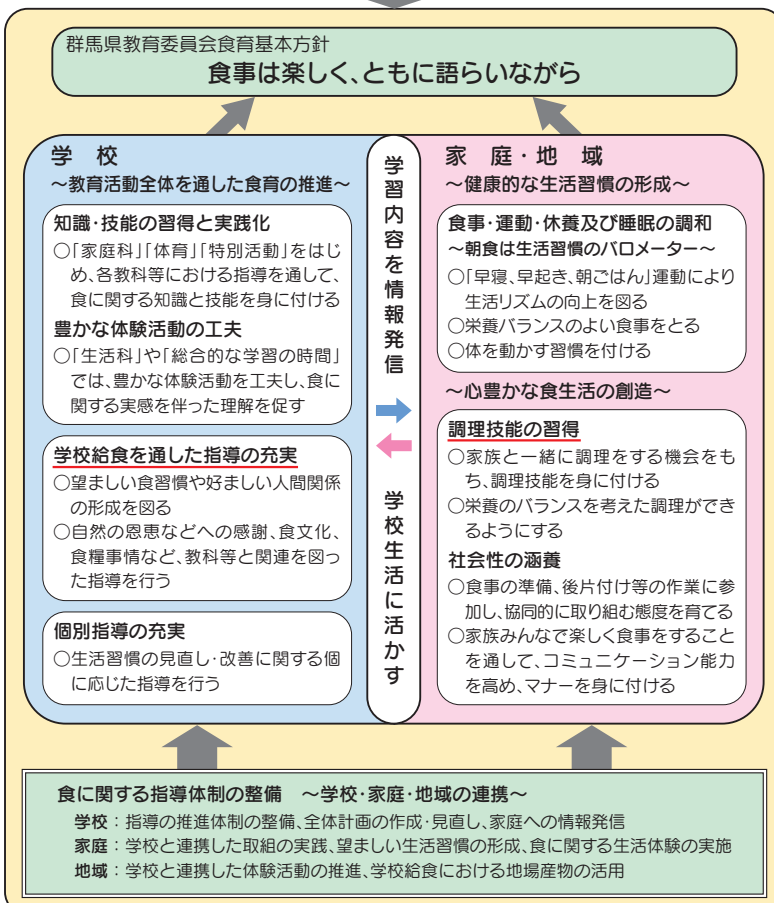 群馬県教育委員会食育基本方針
食事は楽しく、ともに語らいながら
学 校
～教育活動全体を通した食育の推進～
知識・技能の習得と実践化
○「家庭科」「体育」「特別活動」をはじ
め、各教科等における指導を通して、
食に関する知識と技能を身に付ける
豊かな体験活動の工夫
○「生活科」や「総合的な学習の時間」
では、豊かな体験活動を工夫し、食に
関する実感を伴った理解を促す
学校給食を通した指導の充実
○望ましい食習慣や好ましい人間関係
の形成を図る
○自然の恩恵などへの感謝、食文化、
食糧事情など、教科等と関連を図っ
た指導を行う
個別指導の充実
○生活習慣の見直し・改善に関する個
に応じた指導を行う
学習内容を情報発信
学校生活に活かす
家 庭・地 域
～健康的な生活習慣の形成～
食事・運動・休養及び睡眠の調和
～朝食は生活習慣のバロメーター～
○「早寝、早起き、朝ごはん」運動により
生活リズムの向上を図る
○栄養バランスのよい食事をとる
○体を動かす習慣を付ける
～心豊かな食生活の創造～
調理技能の習得
○家族と一緒に調理をする機会をも
ち、調理技能を身に付ける
○栄養のバランスを考えた調理ができ
るようにする
社会性の涵養
○食事の準備、後片付け等の作業に参
加し、協同的に取り組む態度を育てる
○家族みんなで楽しく食事をすること
を通して、コミュニケーション能力
を高め、マナーを身に付ける
食に関する指導体制の整備 ～学校・家庭・地域の連携～
学校：指導の推進体制の整備、全体計画の作成・見直し、家庭への情報発信
家庭：学校と連携した取組の実践、望ましい生活習慣の形成、食に関する生活体験の実施
地域：学校と連携した体験活動の推進、学校給食における地場産物の活用